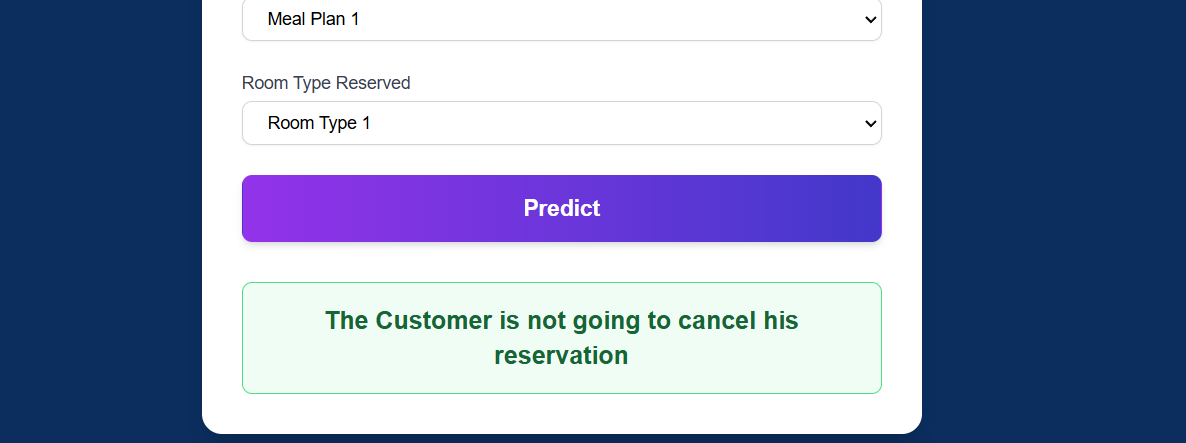 Meal Plan 1
Room Type Reserved
Room Type 1
Predict
The Customer is not going to cancel his
reservation